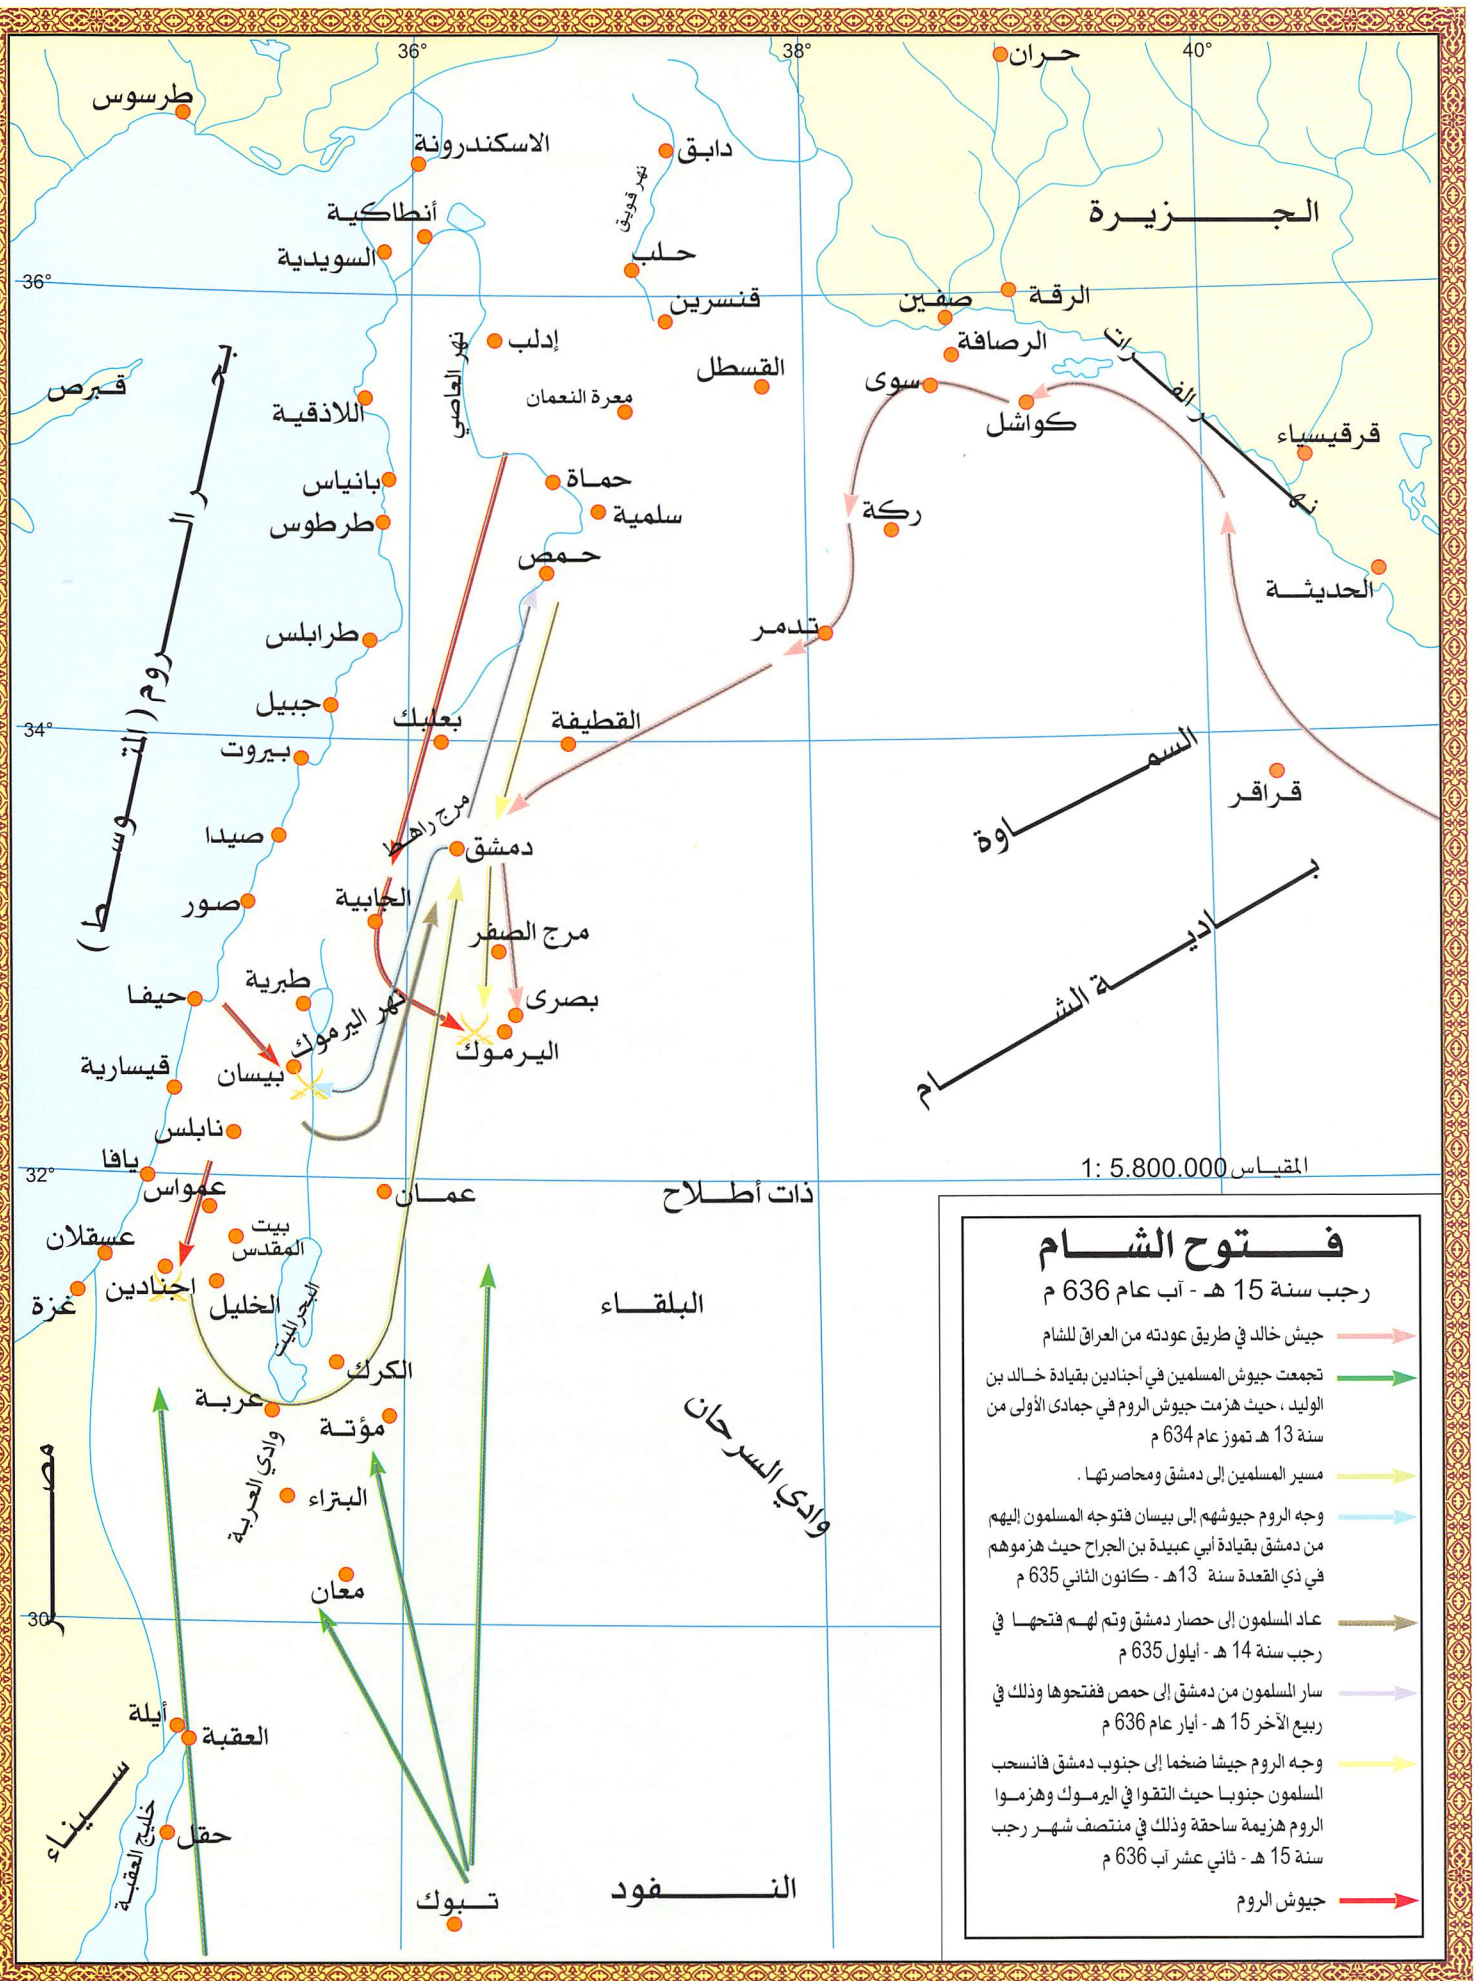 36°
38°
40°
حران
طرسوس
الاسكندرونة
دابق
نهر قويق
الجزيرة
أنطاكية
السويدية
حلب
36°
قنسرين
صفين
الرقة
إدلب
الرصافة
نهر العاصي
القسطل
سوى
نهر الفرات
قبرص
معرة النعمان
اللاذقية
كواشل
قرقيسياء
بانياس
حماة
سلمية
ركة
طرطوس
حمص
الحديثة
بحر الروم (المتوسط)
طرابلس
تدمر
جبيل
34°
بعلبك
القطيفة
السماوة
بيروت
قراقر
مرج راهط
صيدا
دمشق
صور
الجابية
مرج الصفر
بادية الشام
طبرية
حيفا
نهر اليرموك
بصرى
اليرموك
بيسان
قيسارية
نابلس
يافا
32°
المقياس 5.800.000 :1
عمواس
عمان
ذات أطلاح
بيت
المقدس
عسقلان
اجنادين
الخليل
البحر الميت
غزة
البلقاء
الكرك
عربة
مؤتة
وادي السرحان
مصر
وادي العربة
البتراء
معان
30°
أيلة
العقبة
سيناء
خليج العقبة
حقل
تبوك
النفود
فتوح الشام
رجب سنة 15 هـ - آب عام 636 م
جيش خالد في طريق عودته من العراق للشام
تجمعت جيوش المسلمين في أجنادين بقيادة خالد بن
الوليد ، حيث هزمت جيوش الروم في جمادى الأولى من
سنة 13 هـ تموز عام 634 م
مسير المسلمين إلى دمشق ومحاصرتها .
وجه الروم جيوشهم إلى بيسان فتوجه المسلمون إليهم
من دمشق بقيادة أبي عبيدة بن الجراح حيث هزموهم
في ذي القعدة سنة 13هـ - كانون الثاني 635 م
عاد المسلمون إلى حصار دمشق وتم لهم فتحها في
رجب سنة 14 هـ - أيلول 635 م
سار المسلمون من دمشق إلى حمص ففتحوها وذلك في
ربيع الآخر 15 هـ - أيار عام 636 م
وجه الروم جيشا ضخما إلى جنوب دمشق فانسحب
المسلمون جنوبا حيث التقوا في اليرموك وهزموا
الروم هزيمة ساحقة وذلك في منتصف شهر رجب
سنة 15 هـ - ثاني عشر آب 636 م
جيوش الروم